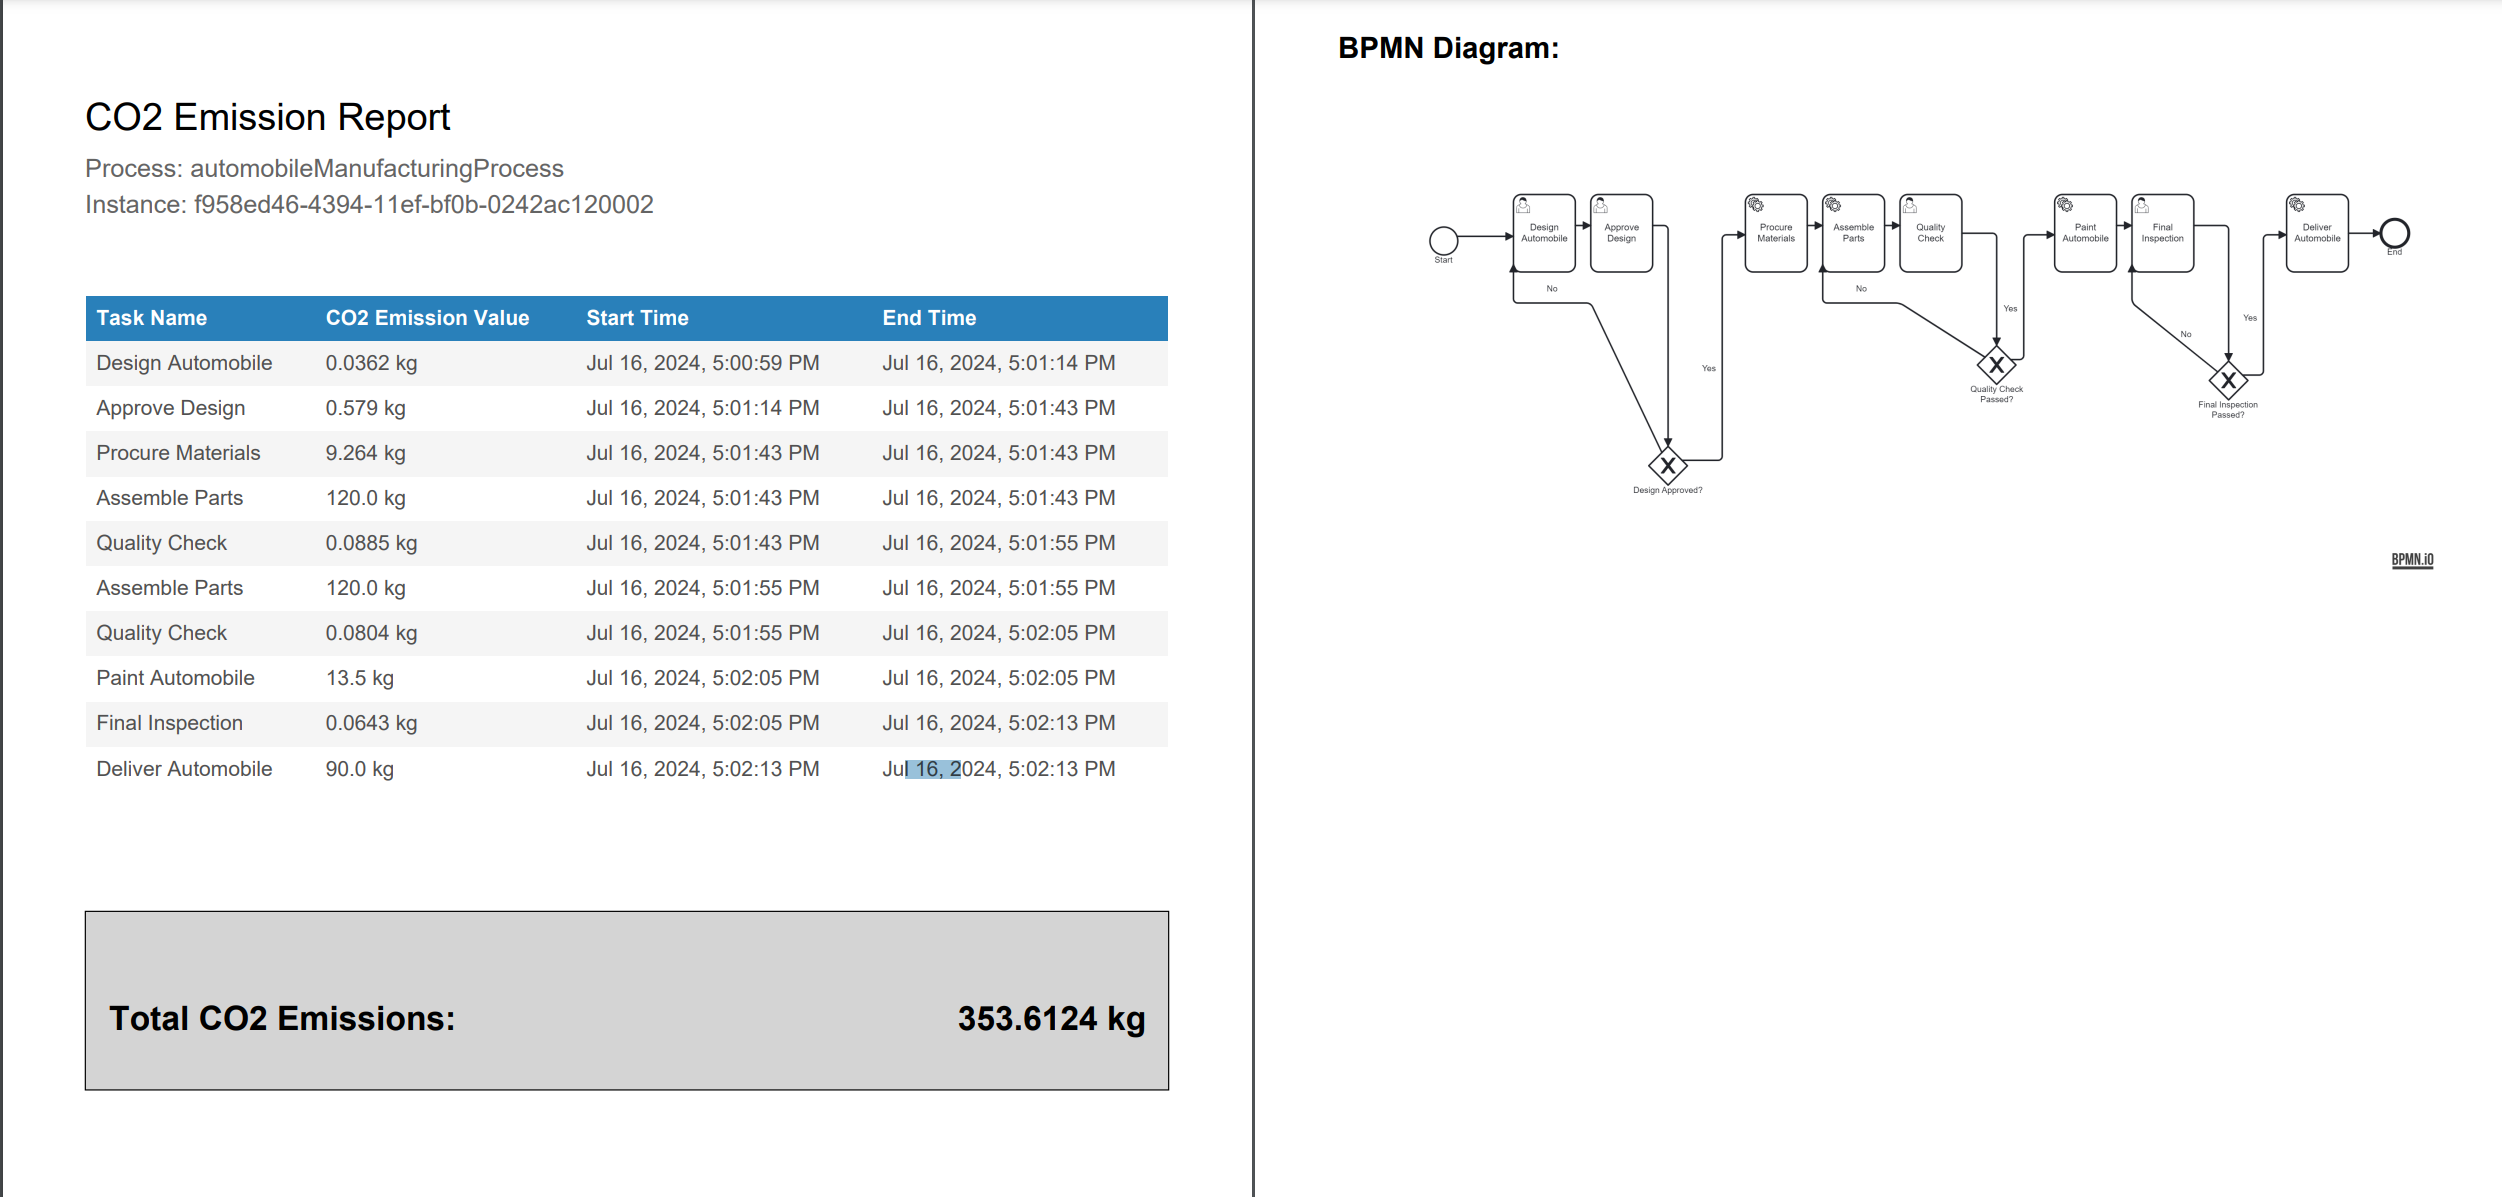 CO2 Emission Report
Process: automobileManufacturingProcess
Instance: f958ed46-4394-11ef-bf0b-0242ac120002
Task Name CO2 Emission Value Start Time End Time
Design Automobile 0.0362 kg Jul 16, 2024, 5:00:59 PM Jul 16, 2024, 5:01:14 PM
Approve Design 0.579 kg Jul 16, 2024, 5:01:14 PM Jul 16, 2024, 5:01:43 PM
Procure Materials 9.264 kg Jul 16, 2024, 5:01:43 PM Jul 16, 2024, 5:01:43 PM
Assemble Parts 120.0 kg Jul 16, 2024, 5:01:43 PM Jul 16, 2024, 5:01:43 PM
Quality Check 0.0885 kg Jul 16, 2024, 5:01:43 PM Jul 16, 2024, 5:01:55 PM
Assemble Parts 120.0 kg Jul 16, 2024, 5:01:55 PM Jul 16, 2024, 5:01:55 PM
Quality Check 0.0804 kg Jul 16, 2024, 5:01:55 PM Jul 16, 2024, 5:02:05 PM
Paint Automobile 13.5 kg Jul 16, 2024, 5:02:05 PM Jul 16, 2024, 5:02:05 PM
Final Inspection 0.0643 kg Jul 16, 2024, 5:02:05 PM Jul 16, 2024, 5:02:13 PM
Deliver Automobile 90.0 kg Jul 16, 2024, 5:02:13 PM Jul 16, 2024, 5:02:13 PM
Total CO2 Emissions: 353.6124 kg
BPMN Diagram:
Start
Design
Automobile
Approve
Design
No
Design Approved?
Yes
Procure
Materials
Assemble
Parts
Quality
Check
No
Quality Check
Passed?
Yes
Paint
Automobile
Final
Inspection
No
Final Inspection
Passed?
Yes
Deliver
Automobile
End
BPMN.iO